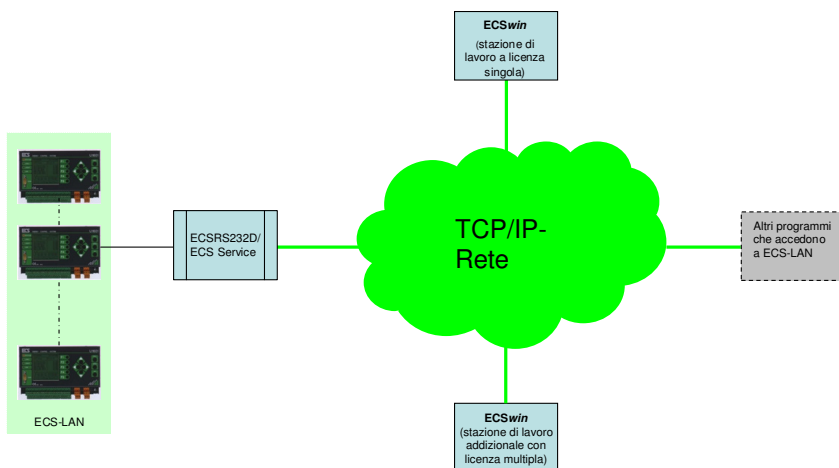 ECSwin
(stazione di
lavoro a licenza
singola)
ECSRS232D/
ECS Service
TCP/IP-
Rete
Altri programmi
che accedono
a ECS-LAN
ECS-LAN
ECSwin
(stazione di lavoro
addizionale con
licenza multipla)